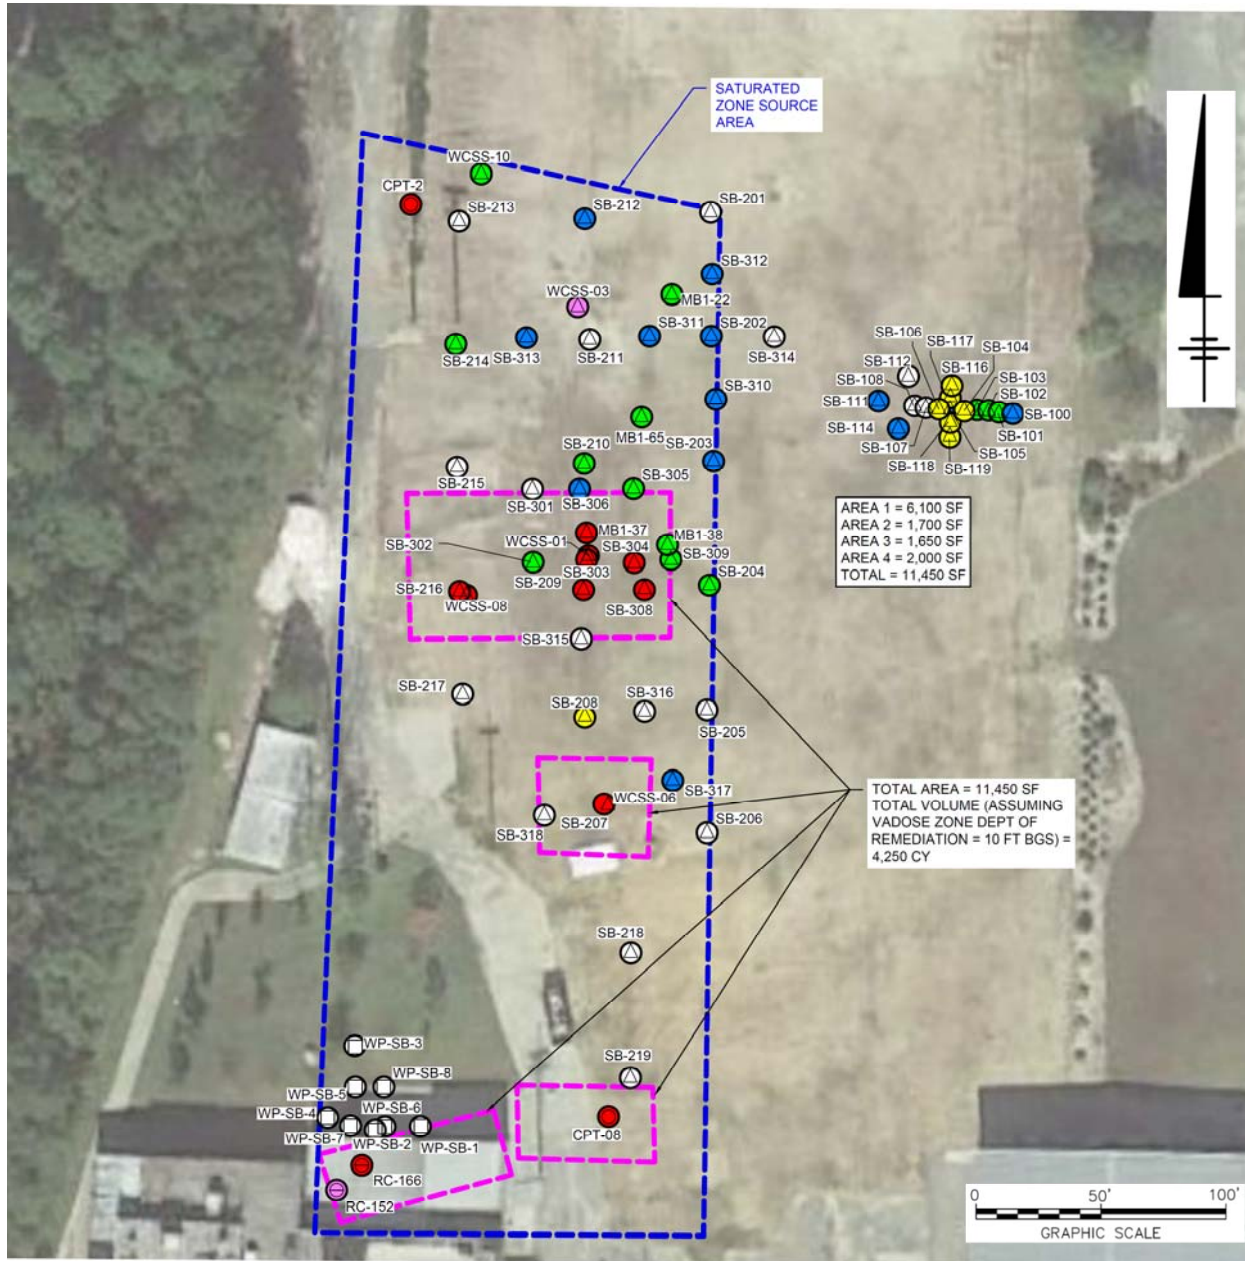 SATURATED
ZONE SOURCE
AREA
WCSS-10
CPT-2
SB-213
SB-212
SB-201
SB-312
WCSS-03
MB1-22
SB-214
SB-313
SB-211
SB-311
SB-202
SB-314
SB-310
SB-106
SB-117
SB-104
SB-112
SB-116
SB-103
SB-108
SB-102
SB-111
SB-100
SB-114
SB-101
SB-107
SB-105
SB-118
SB-119
MB1-65
SB-210
SB-203
SB-215
SB-305
SB-301
SB-306
AREA 1 = 6,100 SF
AREA 2 = 1,700 SF
AREA 3 = 1,650 SF
AREA 4 = 2,000 SF
TOTAL = 11,450 SF
MB1-37
MB1-38
WCSS-01
SB-304
SB-302
SB-309
SB-209
SB-303
SB-204
SB-216
WCSS-08
SB-308
SB-315
SB-217
SB-316
SB-208
SB-205
SB-317
WCSS-06
SB-207
SB-318
SB-206
TOTAL AREA = 11,450 SF
TOTAL VOLUME (ASSUMING
VADOSE ZONE DEPT OF
REMEDIATION = 10 FT BGS) =
4,250 CY
SB-218
WP-SB-3
SB-219
WP-SB-8
WP-SB-5
WP-SB-4
WP-SB-6
WP-SB-7
WP-SB-2
WP-SB-1
CPT-08
RC-166
RC-152
0 50' 100'
GRAPHIC SCALE